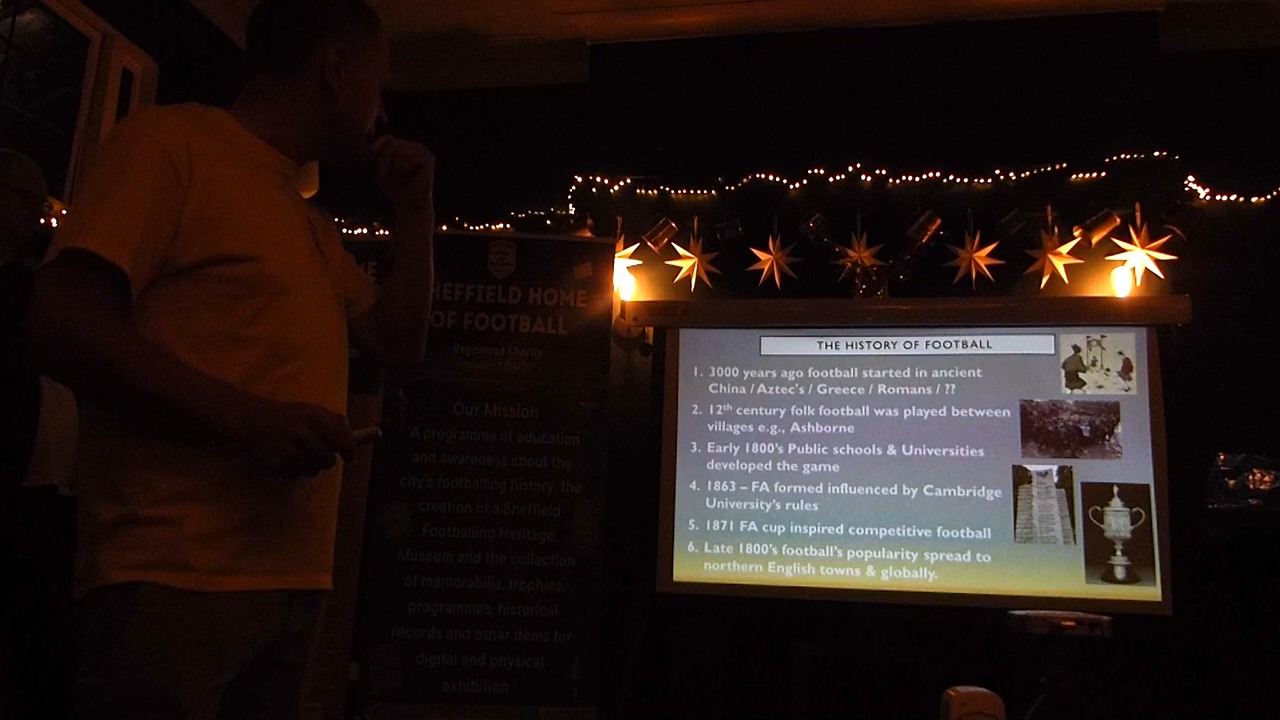 SHEFFIELD HOME
OF FOOTBALL
Registered Charity
Our Mission
'A programme of education
and awareness about the
city's footballing history, the
creation of a Sheffield
Footballing Heritage
Museum and the collection
of memorabilia, trophies,
programmes, historical
records and other items for
digital and physical
exhibition.'
THE HISTORY OF FOOTBALL
1. 3000 years ago football started in ancient
China / Aztec's / Greece / Romans / ??
2. 12th century folk football was played between
villages e.g., Ashborne
3. Early 1800's Public schools & Universities
developed the game
4. 1863 – FA formed influenced by Cambridge
University's rules
5. 1871 FA cup inspired competitive football
6. Late 1800's football's popularity spread to
northern English towns & globally.